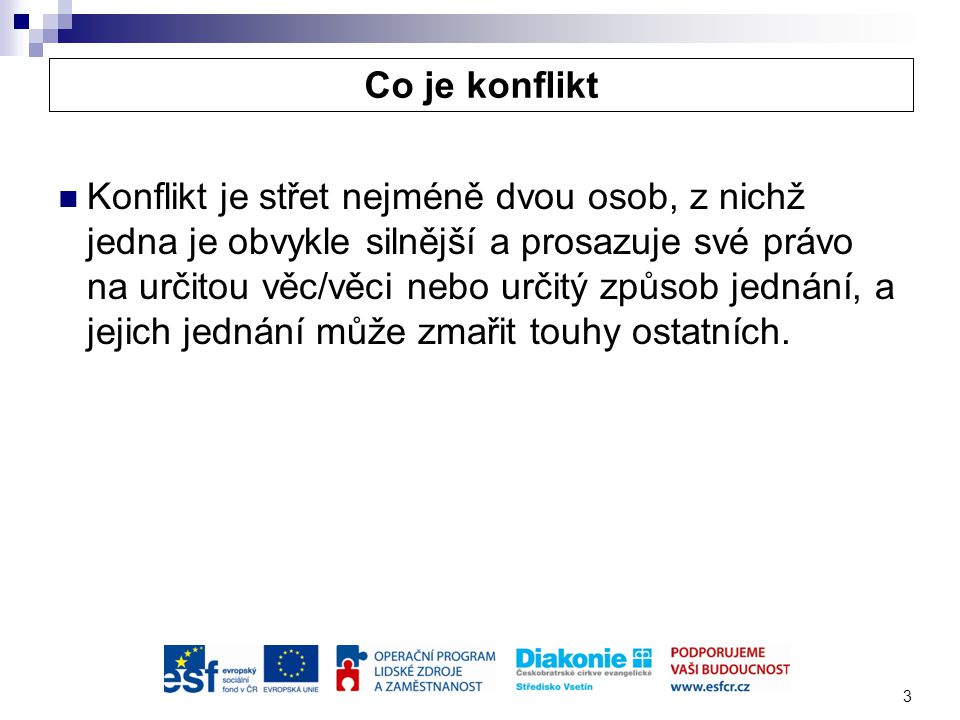 Co je konflikt
Konflikt je střet nejméně dvou osob, z nichž
jedna je obvykle silnější a prosazuje své právo
na určitou věc/věci nebo určitý způsob jednání, a
jejich jednání může zmařit touhy ostatních.
esf
evropský
sociální
fond v ČR
EVROPSKÁ UNIE
OPERAČNÍ PROGRAM
LIDSKÉ ZDROJE
A ZAMĚSTNANOST
Diakonie
Českobratrské církve evangelické
Středisko Vsetín
PODPORUJEME
VAŠI BUDOUCNOST
www.esfcr.cz
3